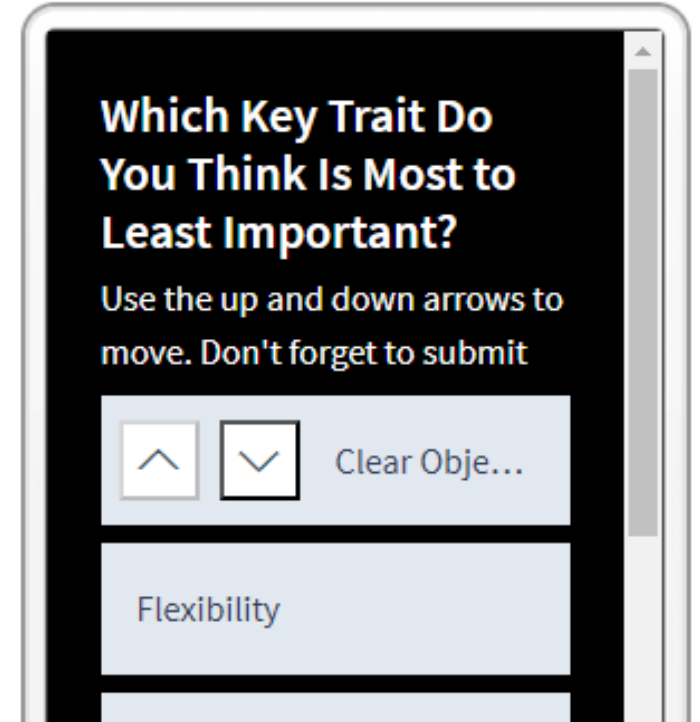 Which Key Trait Do
You Think Is Most to
Least Important?
Use the up and down arrows to
move. Don't forget to submit
Clear Obje...
Flexibility